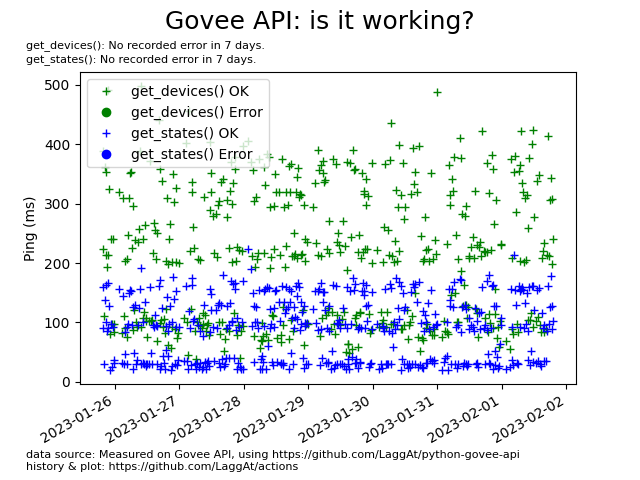 Govee API: is it working?
get_devices(): No recorded error in 7 days.
get_states(): No recorded error in 7 days.
get_devices() OK
get_devices() Error
get_states() OK
get_states() Error
Ping (ms)
500
400
300
200
100
0
2023-01-26
2023-01-27
2023-01-28
2023-01-29
2023-01-30
2023-01-31
2023-02-01
2023-02-02
data source: Measured on Govee API, using https://github.com/LaggAt/python-govee-api
history & plot: https://github.com/LaggAt/actions